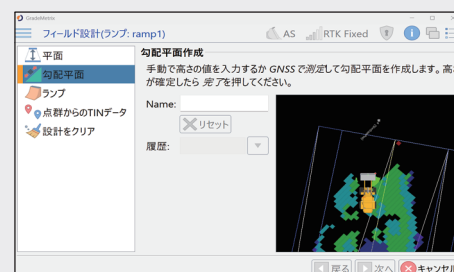 GradeMetrix
フィールド設計(ランプ: ramp1)
AS
RTK Fixed
平面
勾配平面
ランプ
点群からのTINデータ
設計をクリア
勾配平面作成
手動で高さの値を入力するか GNSSで測定して勾配平面を作成します。高
が確定したら 完了を押してください。
Name:
リセット
履歴:
戻る
次へ
キャンセル